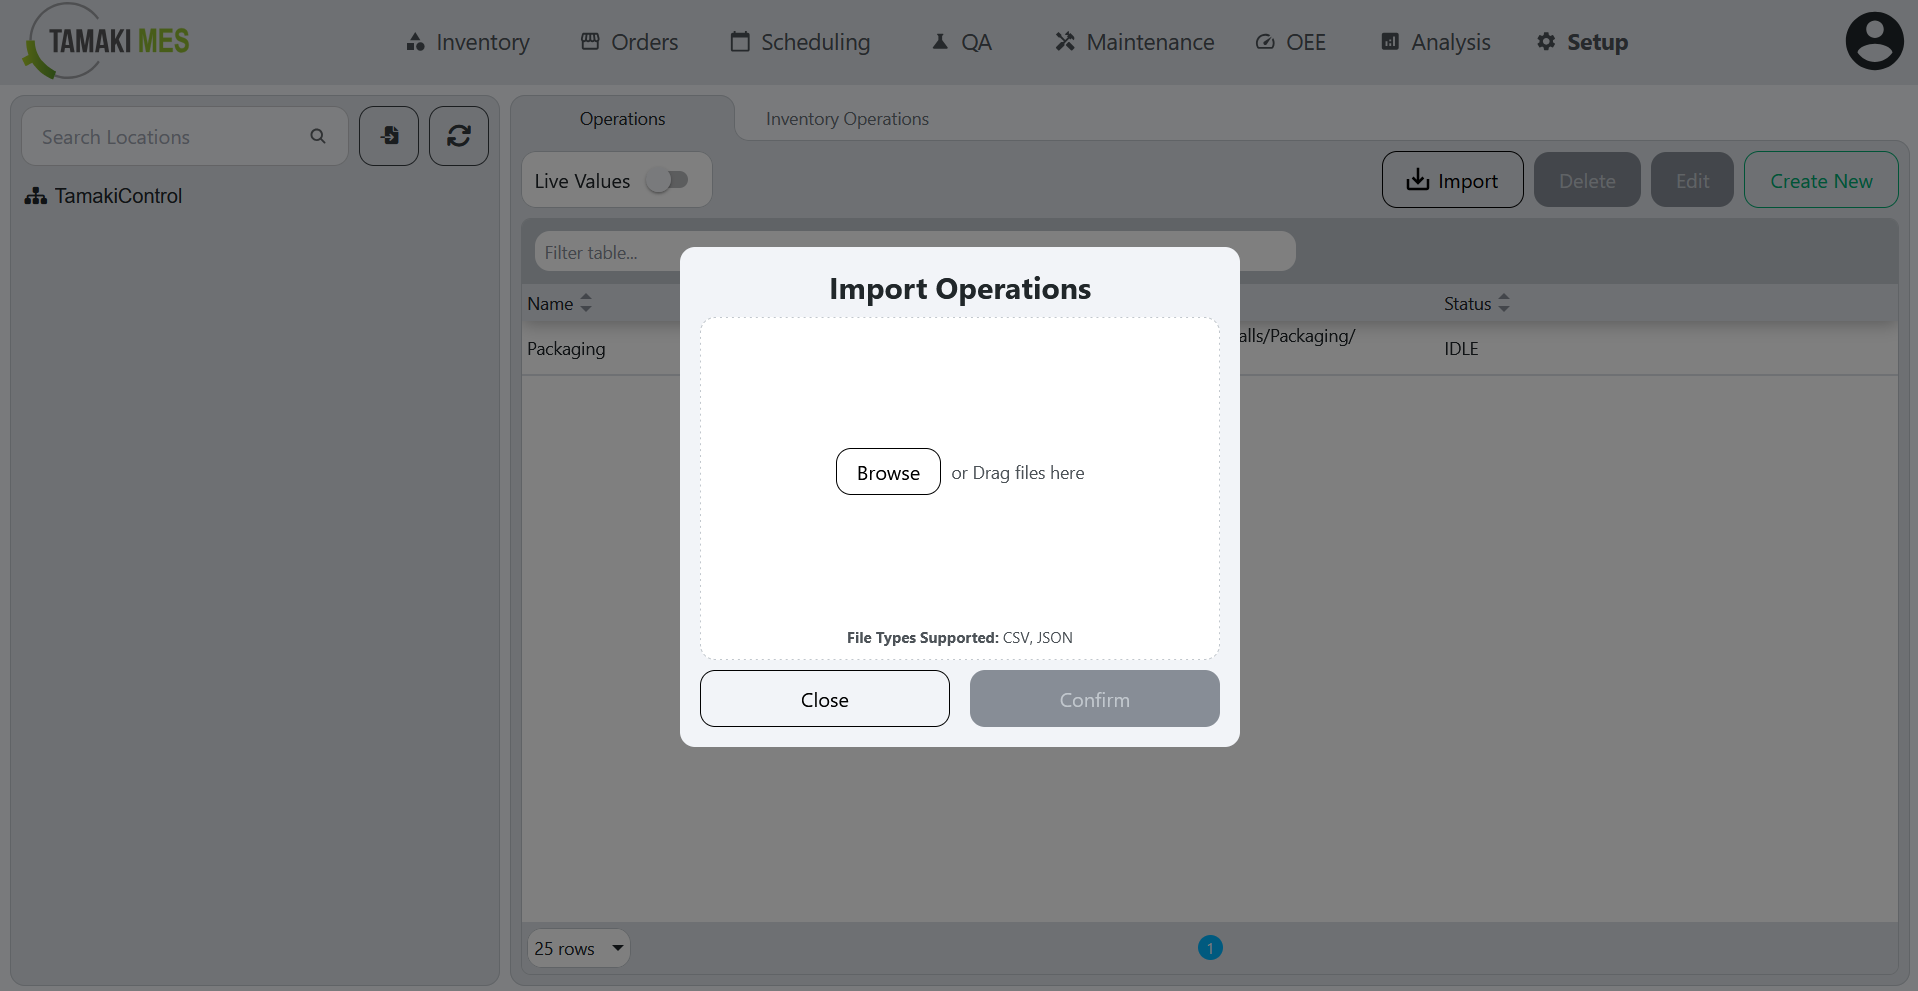 TAMAKI MES
Inventory
Orders
Scheduling
QA
Maintenance
OEE
Analysis
Setup
Search Locations
TamakiControl
Operations
Inventory Operations
Live Values
Import
Delete
Edit
Create New
Filter table...
Name
Status
Packaging
alls/Packaging/
IDLE
Import Operations
Browse
or Drag files here
File Types Supported: CSV, JSON
Close
Confirm
25 rows
1